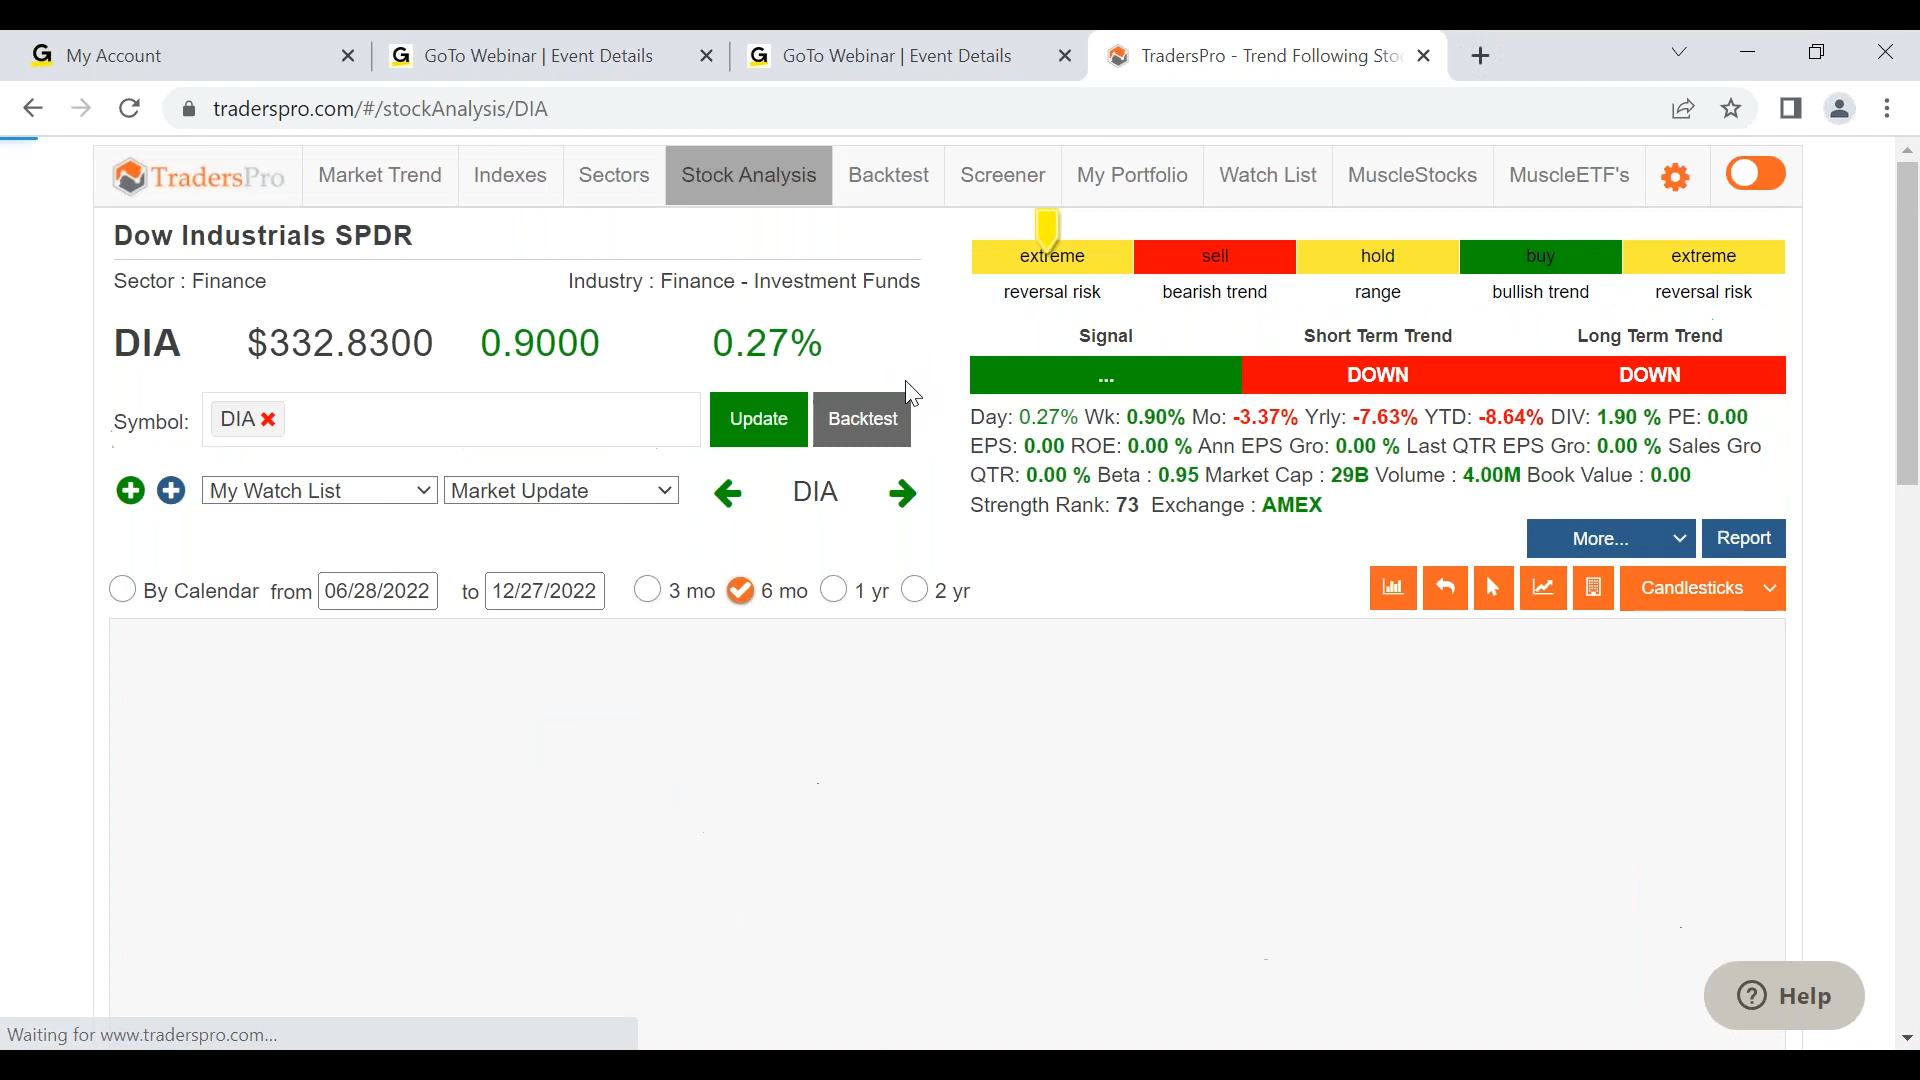 My Account
GoTo Webinar | Event Details
GoTo Webinar | Event Details
TradersPro - Trend Following Sto
traderspro.com/#/stockAnalysis/DIA
TradersPro
Market Trend
Indexes
Sectors
Stock Analysis
Backtest
Screener
My Portfolio
Watch List
MuscleStocks
MuscleETF's
Dow Industrials SPDR
Sector : Finance
Industry : Finance - Investment Funds
DIA $332.8300 0.9000 0.27%
Symbol: DIA Update Backtest
My Watch List Market Update DIA
extreme sell hold buy extreme
reversal risk bearish trend range bullish trend reversal risk
Signal Short Term Trend Long Term Trend
... DOWN DOWN
Day: 0.27% Wk: 0.90% Mo: -3.37% Yrly: -7.63% YTD: -8.64% DIV: 1.90 % PE: 0.00
EPS: 0.00 ROE: 0.00 % Ann EPS Gro: 0.00 % Last QTR EPS Gro: 0.00 % Sales Gro
QTR: 0.00 % Beta : 0.95 Market Cap : 29B Volume : 4.00M Book Value : 0.00
Strength Rank: 73 Exchange : AMEX
More... Report
By Calendar from 06/28/2022 to 12/27/2022 3 mo 6 mo 1 yr 2 yr
Candlesticks
Help
Waiting for www.traderspro.com...